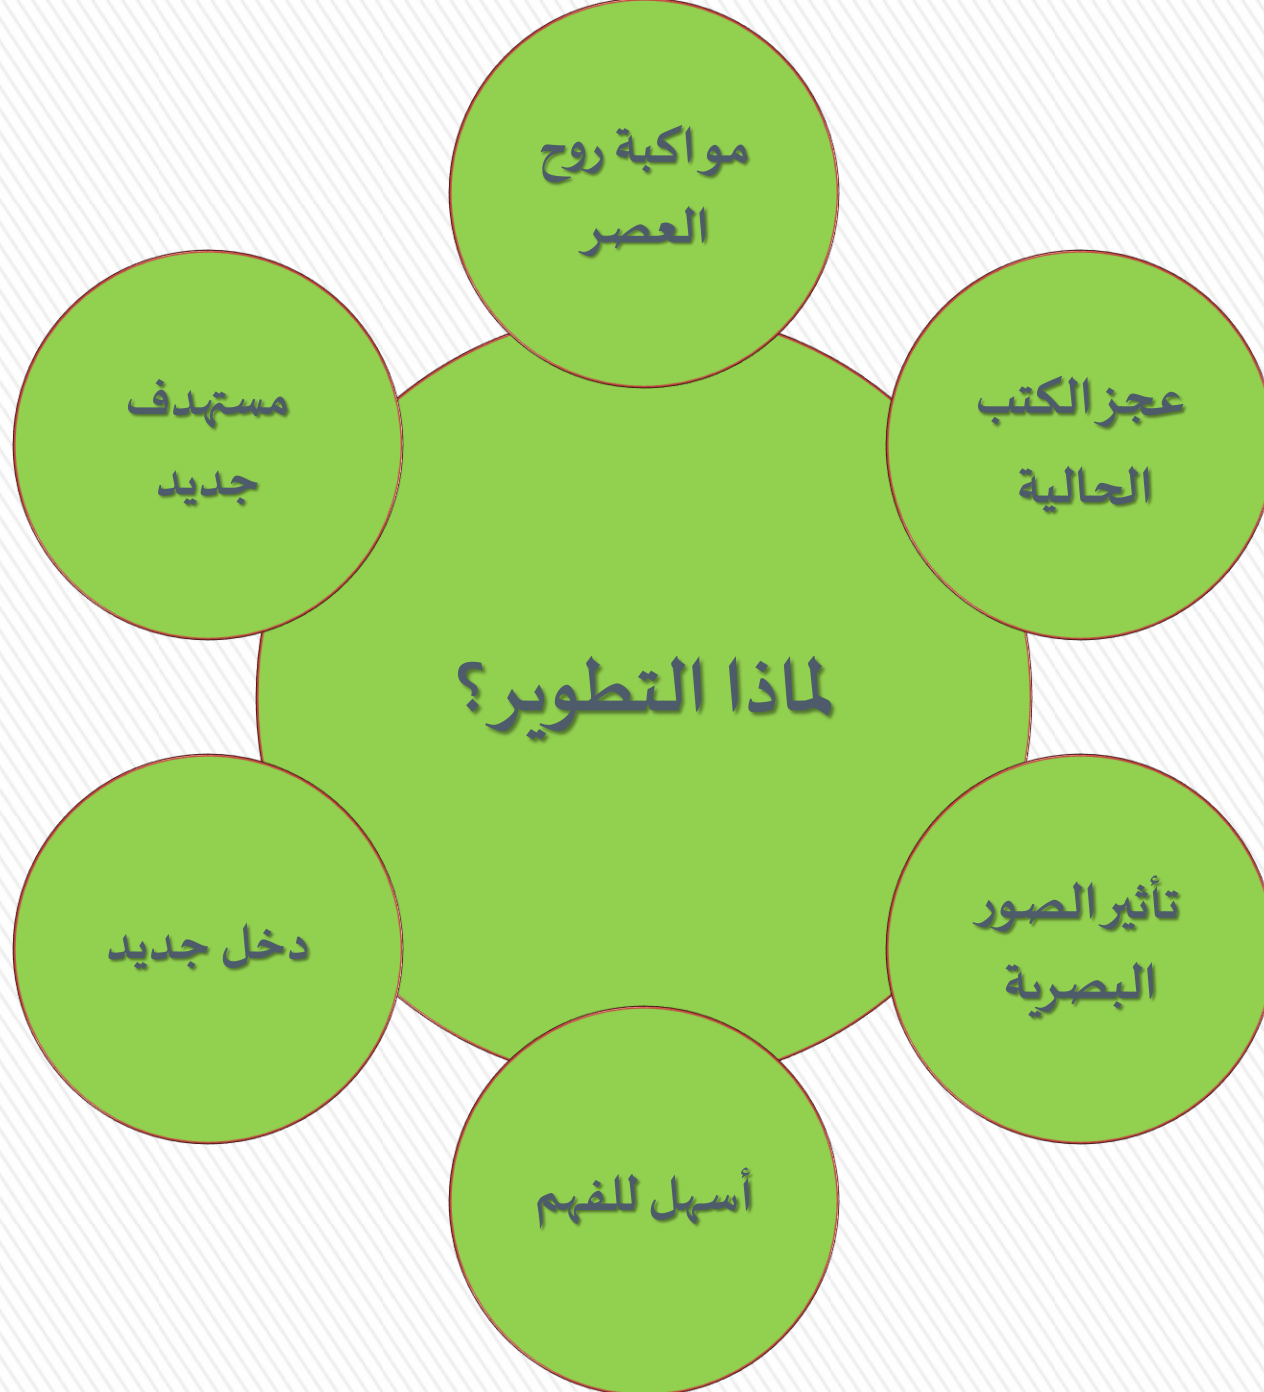 مواكبة روح
العصر
عجز الكتب
الحالية
مستهدف
جديد
لماذا التطوير؟
تأثير الصور
البصرية
دخل جديد
أسهل للفهم